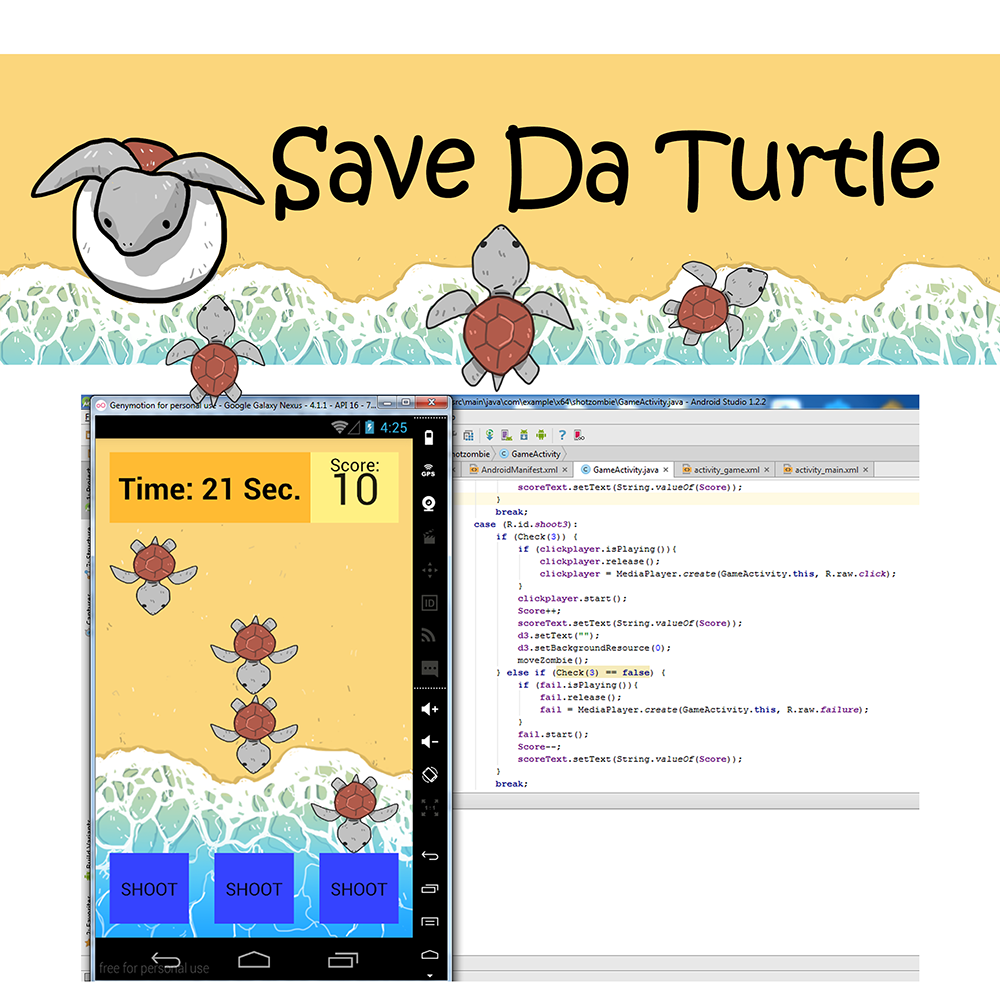 Save Da Turtle
Genymotion for personal use - Google Galaxy Nexus - 4.1.1 - API 16 - 7...
src\main\java\com\example\x64\shotzombie\GameActivity.java - Android Studio 1.2.2
4:25
GPS
shotzombie GameActivity
AndroidManifest.xml GameActivity.java activity_game.xml activity_main.xml
Time: 21 Sec.
Score:
10
ID
SHOOT SHOOT SHOOT
free for personal use
scoreText.setText(String.valueOf(Score));
}
break;
case (R.id.shoot3):
if (Check(3)) {
if (clickplayer.isPlaying()){
clickplayer.release();
clickplayer = MediaPlayer.create(GameActivity.this, R.raw.click);
}
clickplayer.start();
Score++;
scoreText.setText(String.valueOf(Score));
d3.setText("");
d3.setBackgroundResource(0);
moveZombie();
} else if (Check(3) == false) {
if (fail.isPlaying()){
fail.release();
fail = MediaPlayer.create(GameActivity.this, R.raw.failure);
}
fail.start();
Score--;
scoreText.setText(String.valueOf(Score));
}
break;